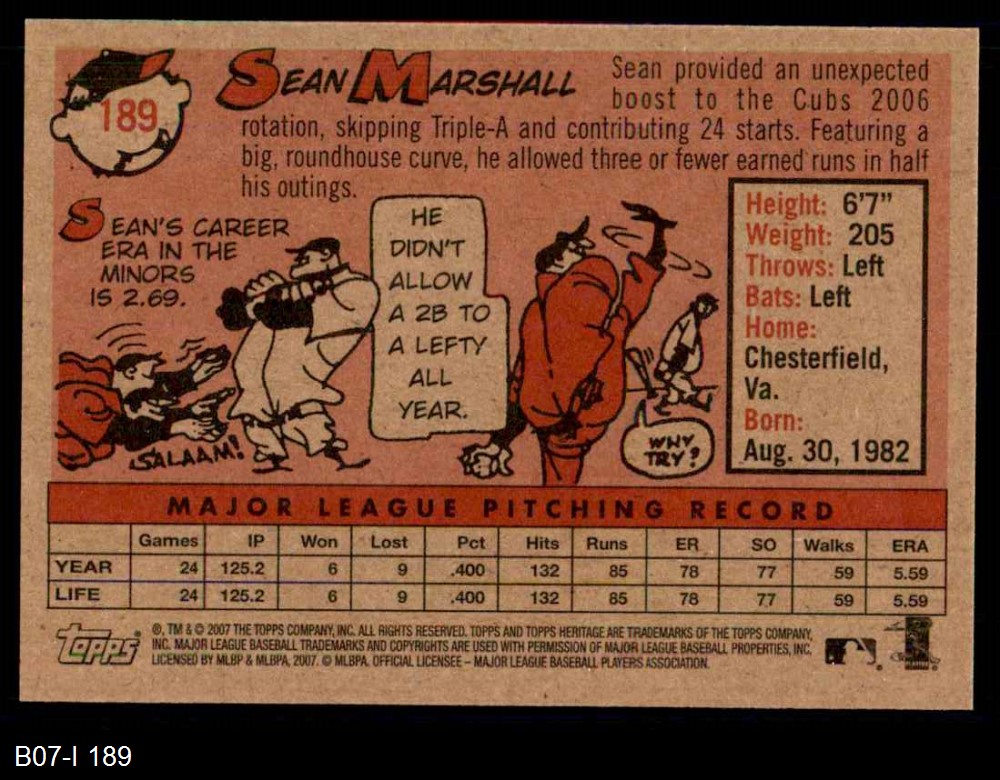 189
SEAN MARSHALL
Sean provided an unexpected
boost to the Cubs 2006
rotation, skipping Triple-A and contributing 24 starts. Featuring a
big, roundhouse curve, he allowed three or fewer earned runs in half
his outings.
SEAN'S CAREER
ERA IN THE
MINORS
IS 2.69.
SALAAM!
HE
DIDN'T
ALLOW
A 2B TO
A LEFTY
ALL
YEAR.
WHY
TRY?
Height: 6'7"
Weight: 205
Throws: Left
Bats: Left
Home:
Chesterfield,
Va.
Born:
Aug. 30, 1982
MAJOR LEAGUE PITCHING RECORD
Games IP Won Lost Pct Hits Runs ER SO Walks ERA
YEAR 24 125.2 6 9 .400 132 85 78 77 59 5.59
LIFE 24 125.2 6 9 .400 132 85 78 77 59 5.59
Topps
®, TM & © 2007 THE TOPPS COMPANY, INC. ALL RIGHTS RESERVED. TOPPS AND TOPPS HERITAGE ARE TRADEMARKS OF THE TOPPS COMPANY,
INC. MAJOR LEAGUE BASEBALL TRADEMARKS AND COPYRIGHTS ARE USED WITH PERMISSION OF MAJOR LEAGUE BASEBALL PROPERTIES, INC.
LICENSED BY MLBP & MLBPA, 2007. © MLBPA. OFFICIAL LICENSEE – MAJOR LEAGUE BASEBALL PLAYERS ASSOCIATION.
B07-I 189